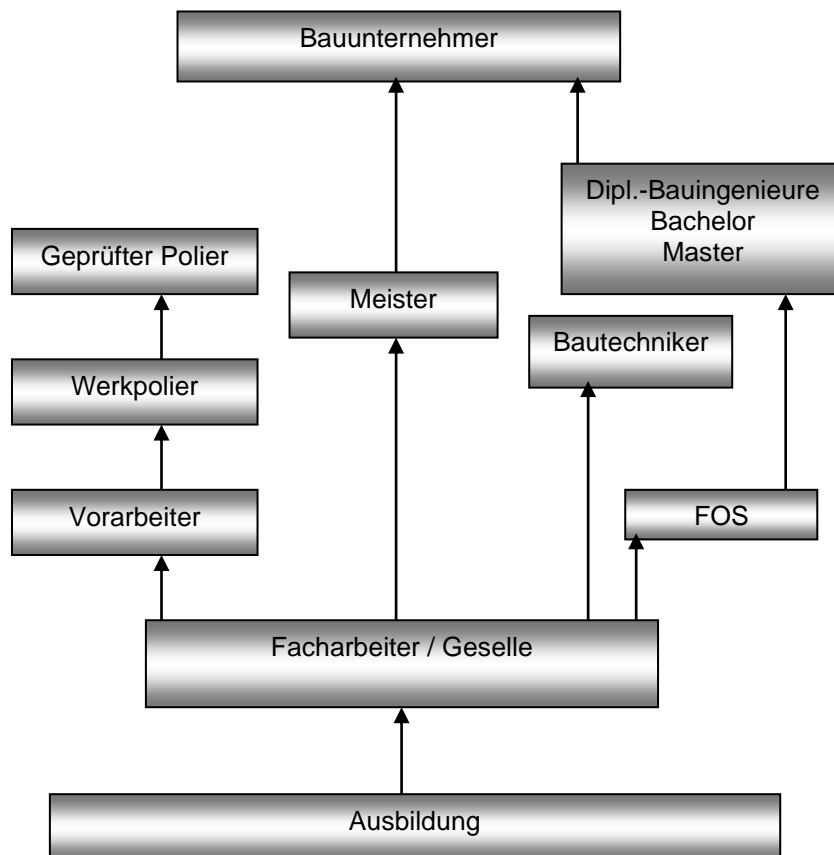 Bauunternehmer
Dipl.-Bauingenieure
Bachelor
Master
Geprüfter Polier
Meister
Bautechniker
Werkpolier
Vorarbeiter
FOS
Facharbeiter / Geselle
Ausbildung